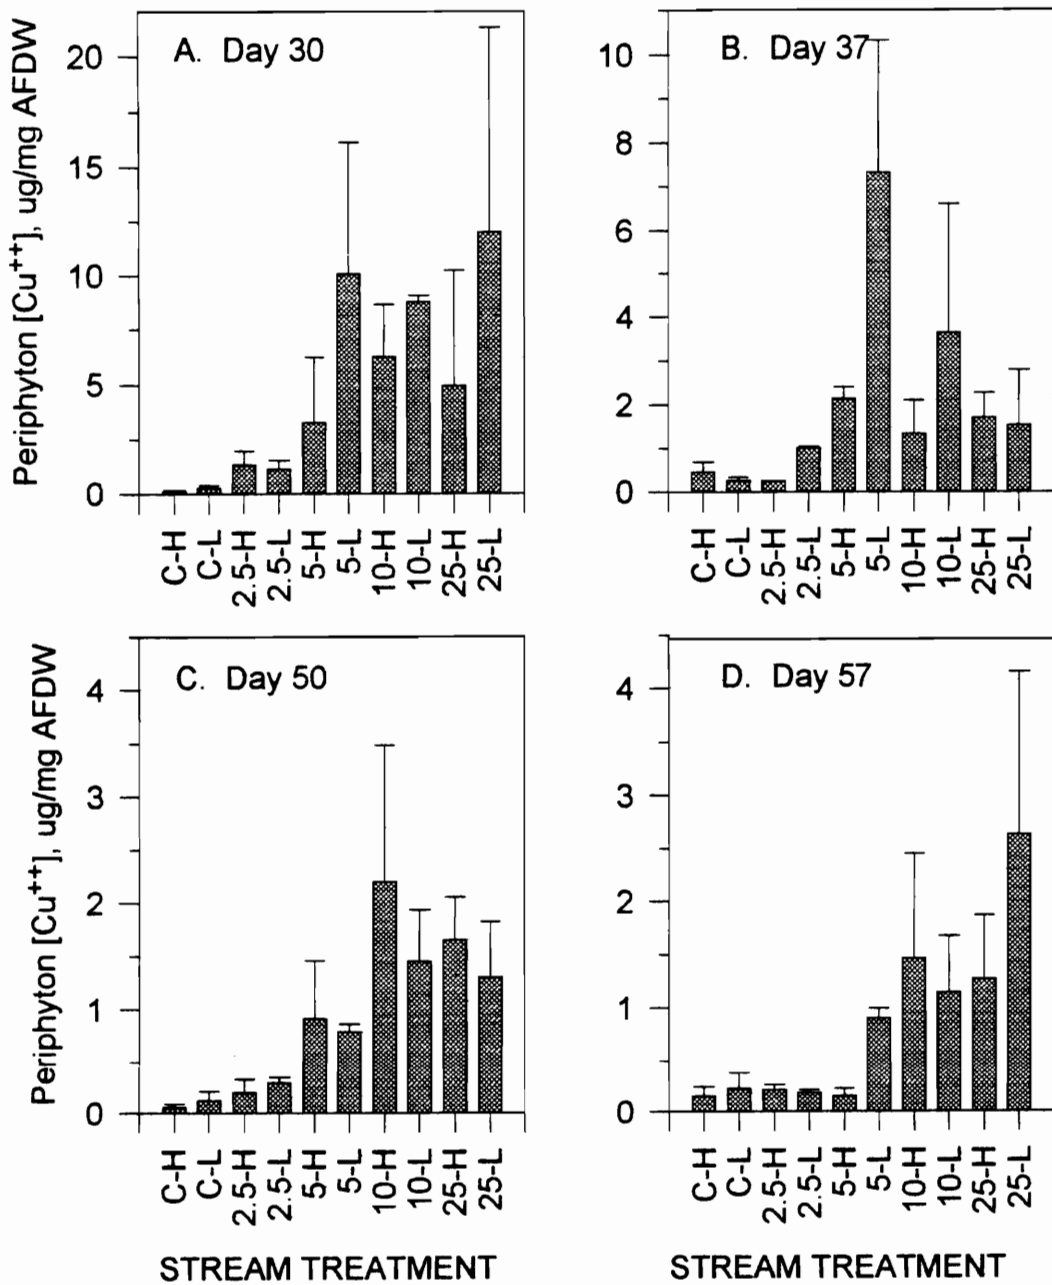 A. Day 30
Periphyton [Cu++], ug/mg AFDW
20
15
10
5
0
C-H
C-L
2.5-H
2.5-L
5-H
5-L
10-H
10-L
25-H
25-L
B. Day 37
10
8
6
4
2
0
C-H
C-L
2.5-H
2.5-L
5-H
5-L
10-H
10-L
25-H
25-L
C. Day 50
Periphyton [Cu++], ug/mg AFDW
4
3
2
1
0
C-H
C-L
2.5-H
2.5-L
5-H
5-L
10-H
10-L
25-H
25-L
STREAM TREATMENT
D. Day 57
4
3
2
1
0
C-H
C-L
2.5-H
2.5-L
5-H
5-L
10-H
10-L
25-H
25-L
STREAM TREATMENT